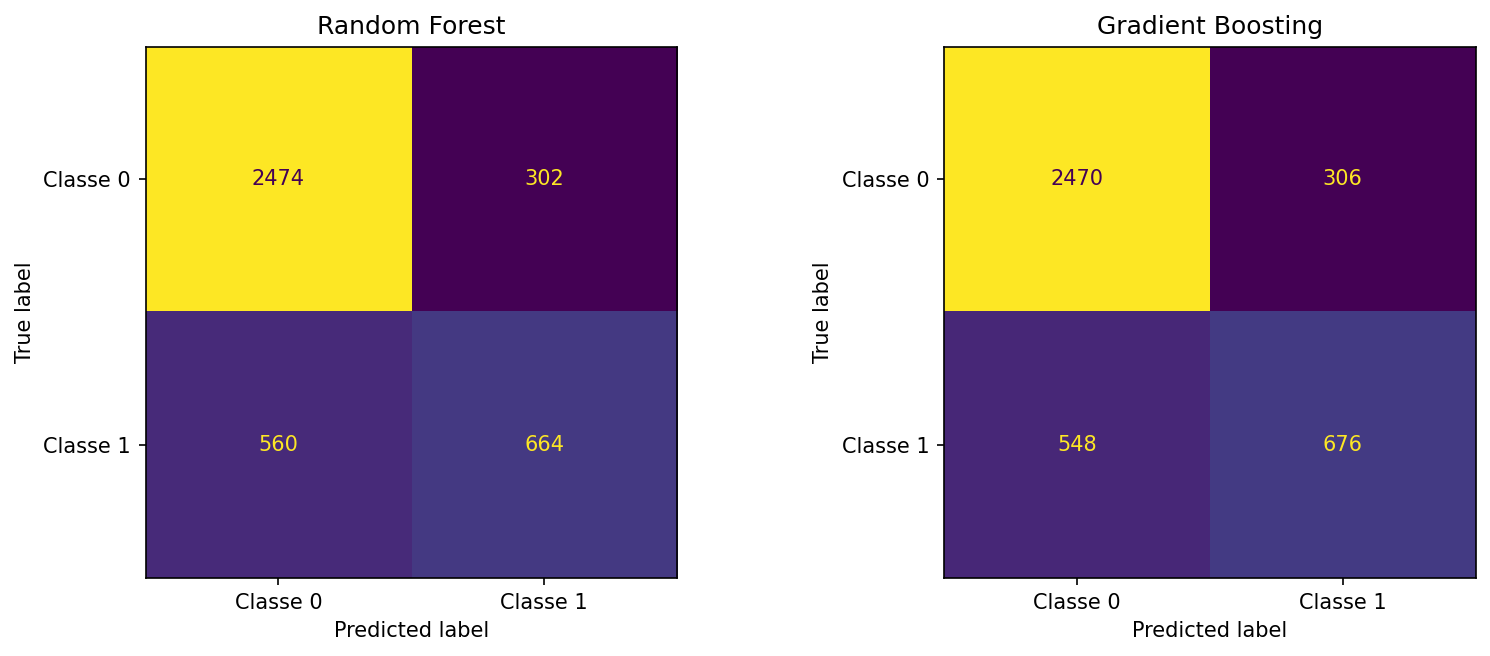 Random Forest
True label
Classe 0
2474
302
Classe 1
560
664
Classe 0
Classe 1
Predicted label
Gradient Boosting
True label
Classe 0
2470
306
Classe 1
548
676
Classe 0
Classe 1
Predicted label